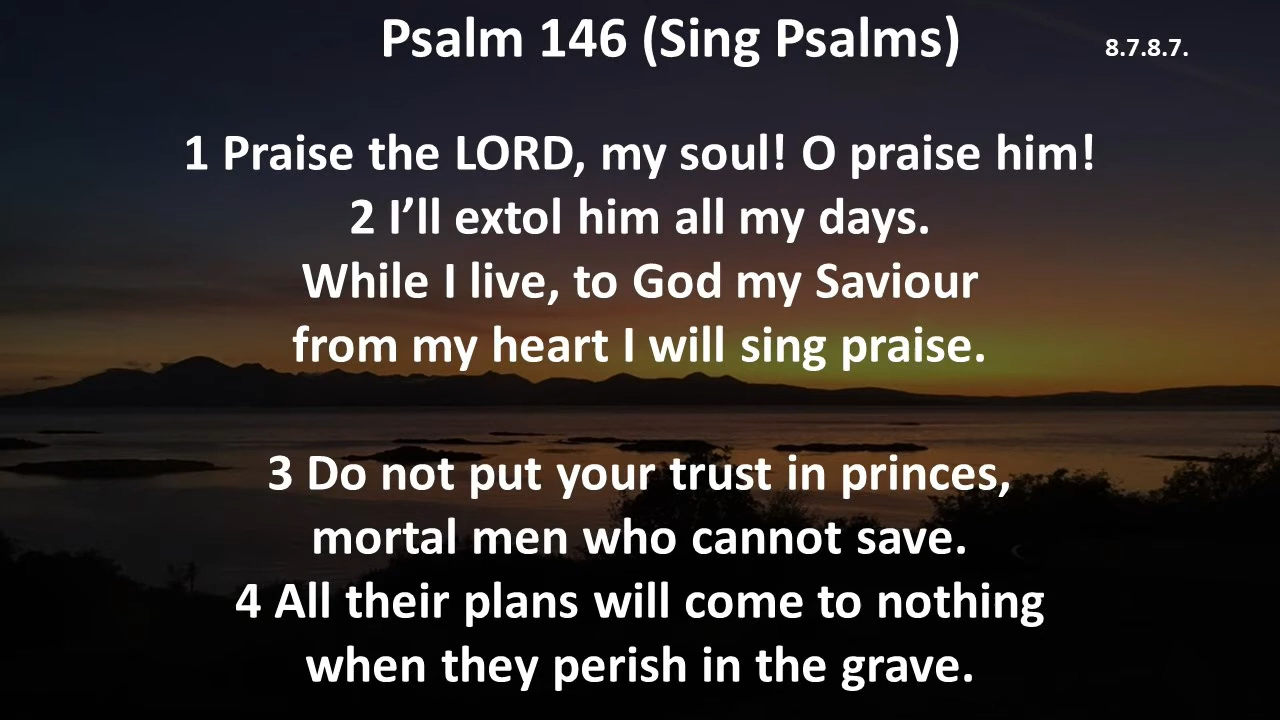 Psalm 146 (Sing Psalms) 8.7.8.7.
1 Praise the LORD, my soul! O praise him!
2 I’ll extol him all my days.
While I live, to God my Saviour
from my heart I will sing praise.
3 Do not put your trust in princes,
mortal men who cannot save.
4 All their plans will come to nothing
when they perish in the grave.